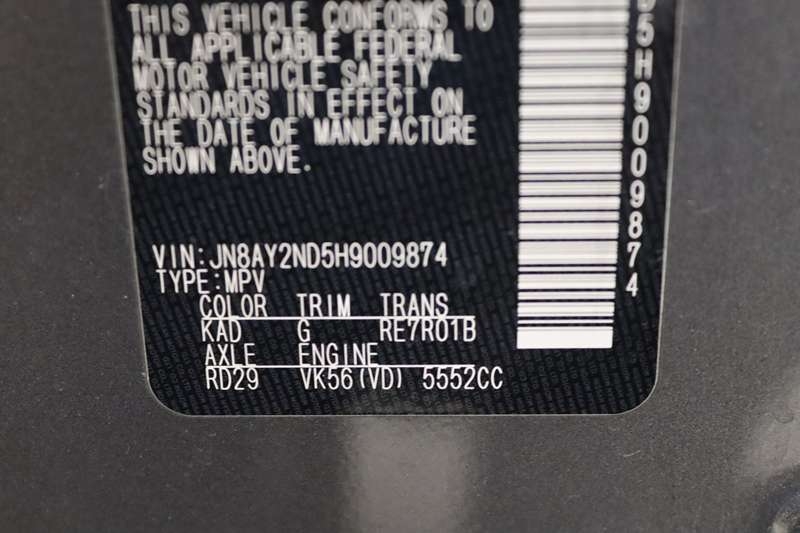 THIS VEHICLE CONFORMS TO
ALL APPLICABLE FEDERAL
MOTOR VEHICLE SAFETY
STANDARDS IN EFFECT ON
THE DATE OF MANUFACTURE
SHOWN ABOVE.
VIN:JN8AY2ND5H9009874
TYPE:MPV
COLOR TRIM TRANS
KAD G RE7R01B
AXLE ENGINE
RD29 VK56(VD) 5552CC
D5H9009874